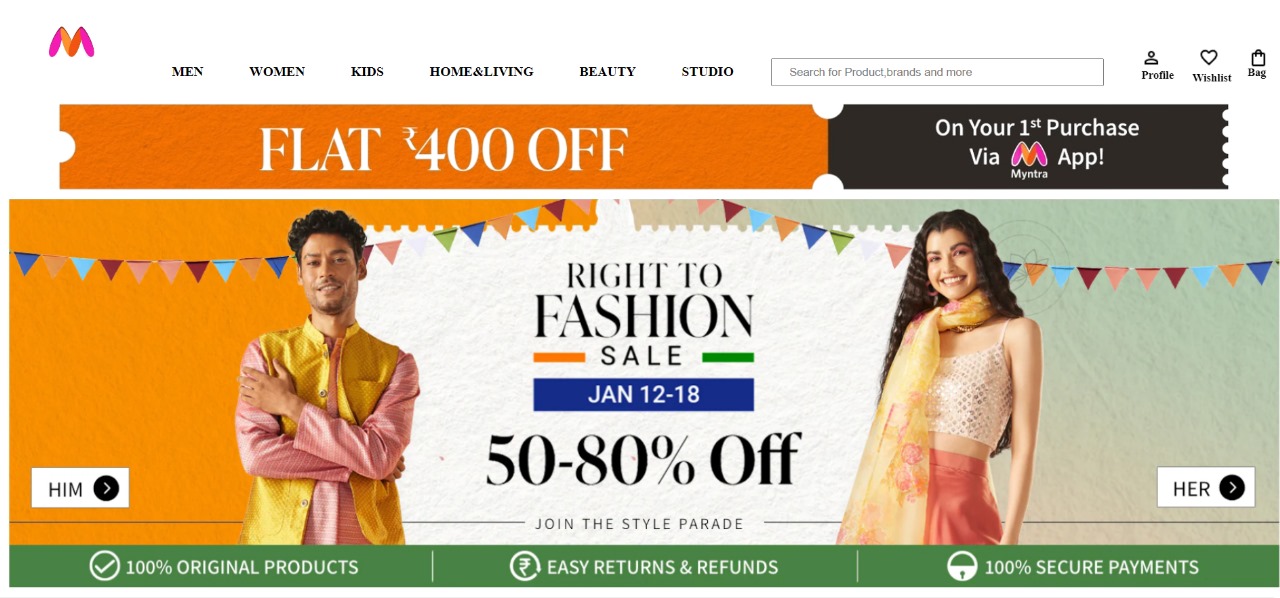 MEN WOMEN KIDS HOME&LIVING BEAUTY STUDIO
Search for Product,brands and more
Profile
Wishlist
Bag
FLAT ₹400 OFF
On Your 1st Purchase
Via App!
Myntra
RIGHT TO
FASHION
SALE
JAN 12-18
50-80% Off
HIM
HER
JOIN THE STYLE PARADE
100% ORIGINAL PRODUCTS
EASY RETURNS & REFUNDS
100% SECURE PAYMENTS